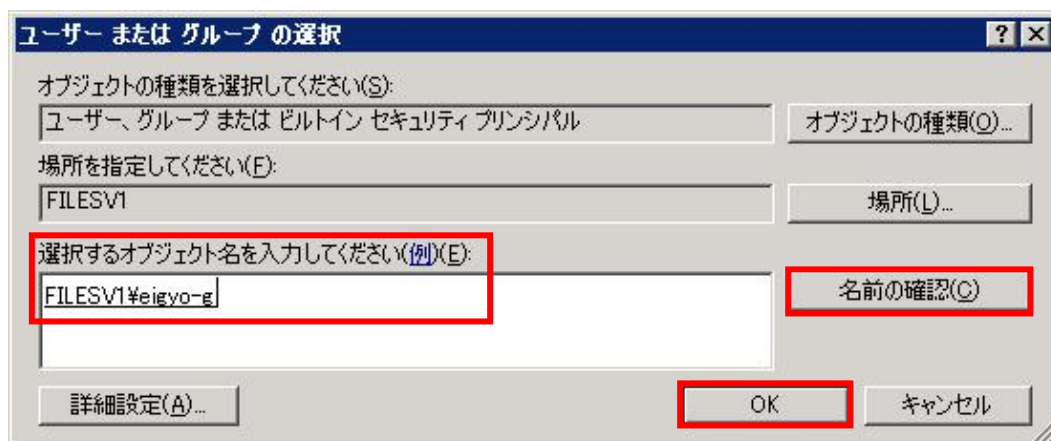 ユーザー または グループ の選択
オブジェクトの種類を選択してください(S):
ユーザー、グループ または ビルトイン セキュリティ プリンシパル
オブジェクトの種類(O)...
場所を指定してください(F):
FILESV1
場所(L)...
選択するオブジェクト名を入力してください(例)(E):
FILESV1¥eigyo-g
名前の確認(C)
詳細設定(A)...
OK
キャンセル